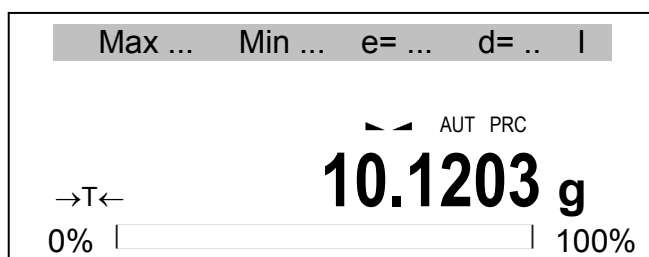 Max ... Min ... e= ... d= .. I
AUT PRC
10.1203 g
→T←
0% 100%